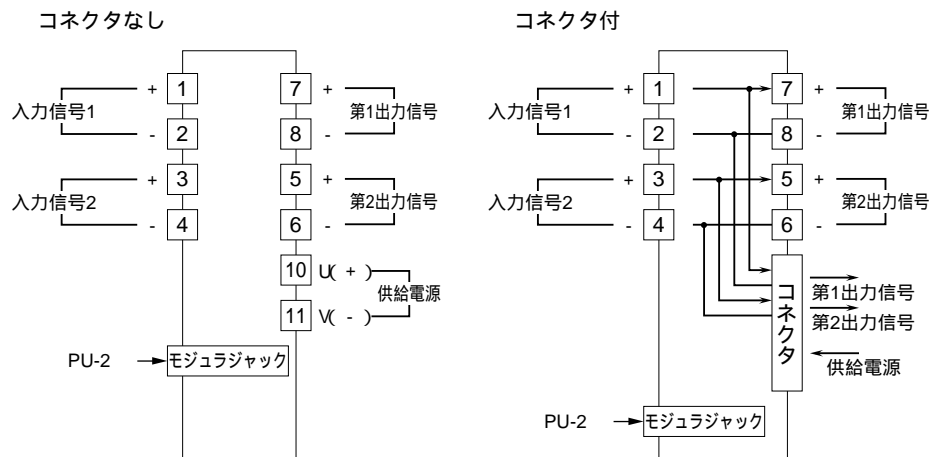 コネクタなし
入力信号1
+ 1
- 2
入力信号2
+ 3
- 4
7 +
8 -
第1出力信号
5 +
6 -
第2出力信号
10 U( + )
11 V( - )
供給電源
PU-2
モジュラジャック
コネクタ付
入力信号1
+ 1
- 2
入力信号2
+ 3
- 4
7 +
8 -
第1出力信号
5 +
6 -
第2出力信号
コネクタ
第1出力信号
第2出力信号
供給電源
PU-2
モジュラジャック